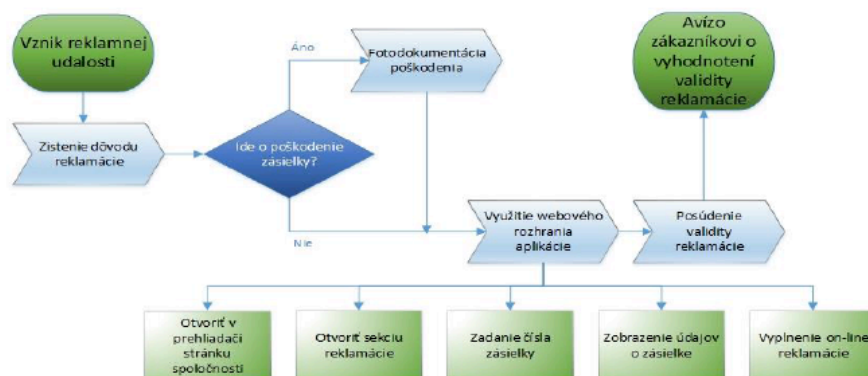 Vznik reklamnej
udalosti
Zistenie dôvodu
reklamácie
Ide o poškodenie
zásielky?
Áno
Fotodokumentácia
poškodenia
Nie
Využitie webového
rozhrania
aplikácie
Posúdenie
validity
reklamácie
Avízo
zákazníkovi o
vyhodnotení
validity
reklamácie
Otvoriť v
prehliadači
stránku
spoločnosti
Otvoriť sekciu
reklamácie
Zadanie čísla
zásielky
Zobrazenie údajov
o zásielke
Vyplnenie on-line
reklamácie